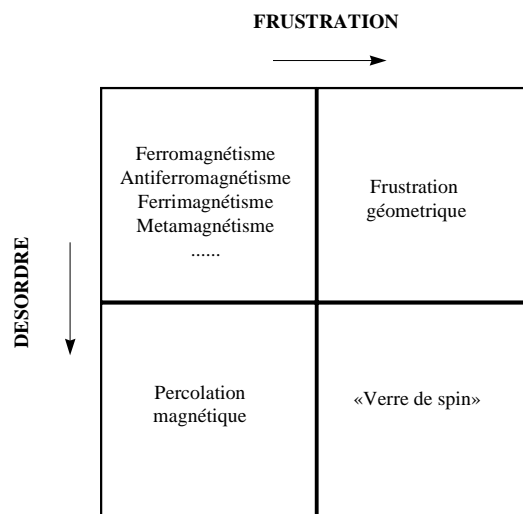 FRUSTRATION
Ferromagnétisme
Antiferromagnétisme
Ferrimagnétisme
Metamagnétisme
......
Frustration
géometrique
DESORDRE
Percolation
magnétique
«Verre de spin»